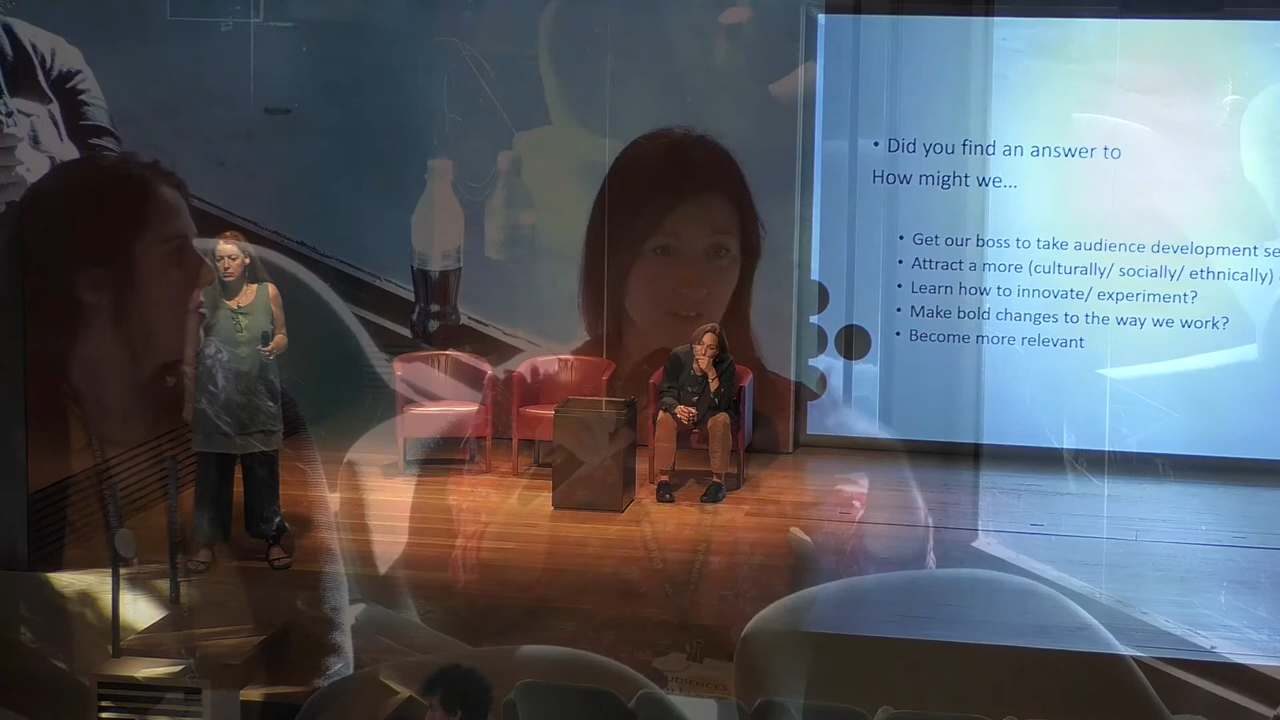 • Did you find an answer to
How might we...
• Get our boss to take audience development se
• Attract a more (culturally/ socially/ ethnically)
• Learn how to innovate/ experiment?
• Make bold changes to the way we work?
• Become more relevant